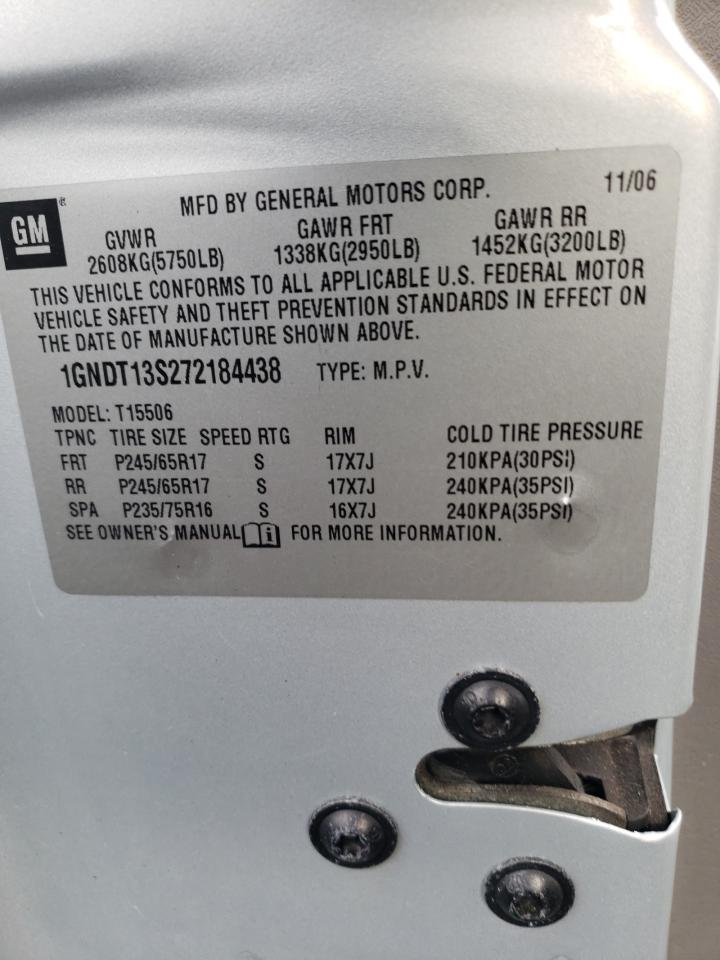 GM®
MFD BY GENERAL MOTORS CORP. 11/06
GVWR GAWR FRT GAWR RR
2608KG(5750LB) 1338KG(2950LB) 1452KG(3200LB)
THIS VEHICLE CONFORMS TO ALL APPLICABLE U.S. FEDERAL MOTOR
VEHICLE SAFETY AND THEFT PREVENTION STANDARDS IN EFFECT ON
THE DATE OF MANUFACTURE SHOWN ABOVE.
1GNDT13S272184438 TYPE: M.P.V.
MODEL: T15506
TPNC TIRE SIZE SPEED RTG RIM COLD TIRE PRESSURE
FRT P245/65R17 S 17X7J 210KPA(30PSI)
RR P245/65R17 S 17X7J 240KPA(35PSI)
SPA P235/75R16 S 16X7J 240KPA(35PSI)
SEE OWNER'S MANUAL i FOR MORE INFORMATION.